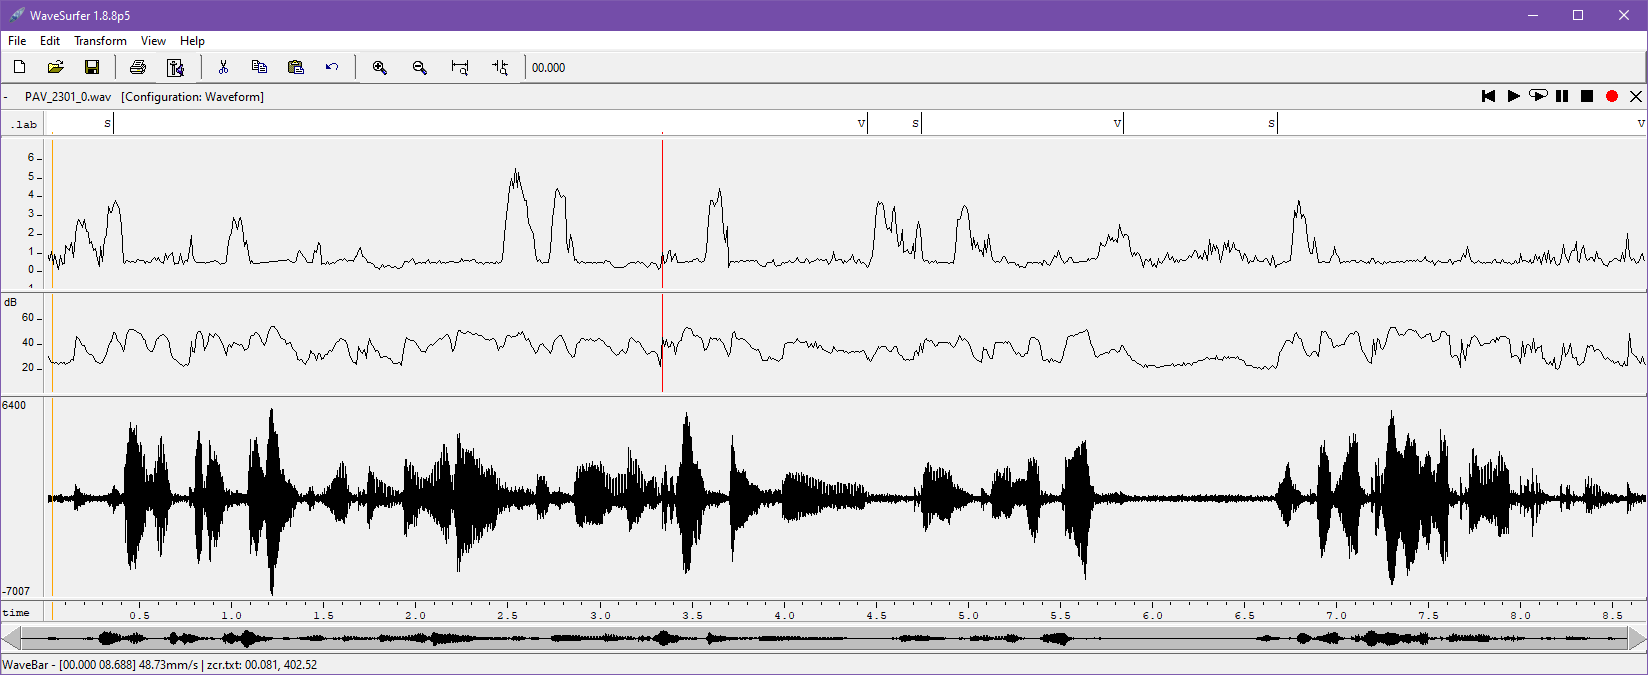 WaveSurfer 1.8.8p5
File Edit Transform View Help
00.000
- PAV_2301_0.wav [Configuration: Waveform]
.lab S V S V S V
6
5
4
3
2
1
0
dB
60
40
20
6400
-7007
time 0.5 1.0 1.5 2.0 2.5 3.0 3.5 4.0 4.5 5.0 5.5 6.0 6.5 7.0 7.5 8.0 8.5
WaveBar - [00.000 08.688] 48.73mm/s | zcr.txt: 00.081, 402.52